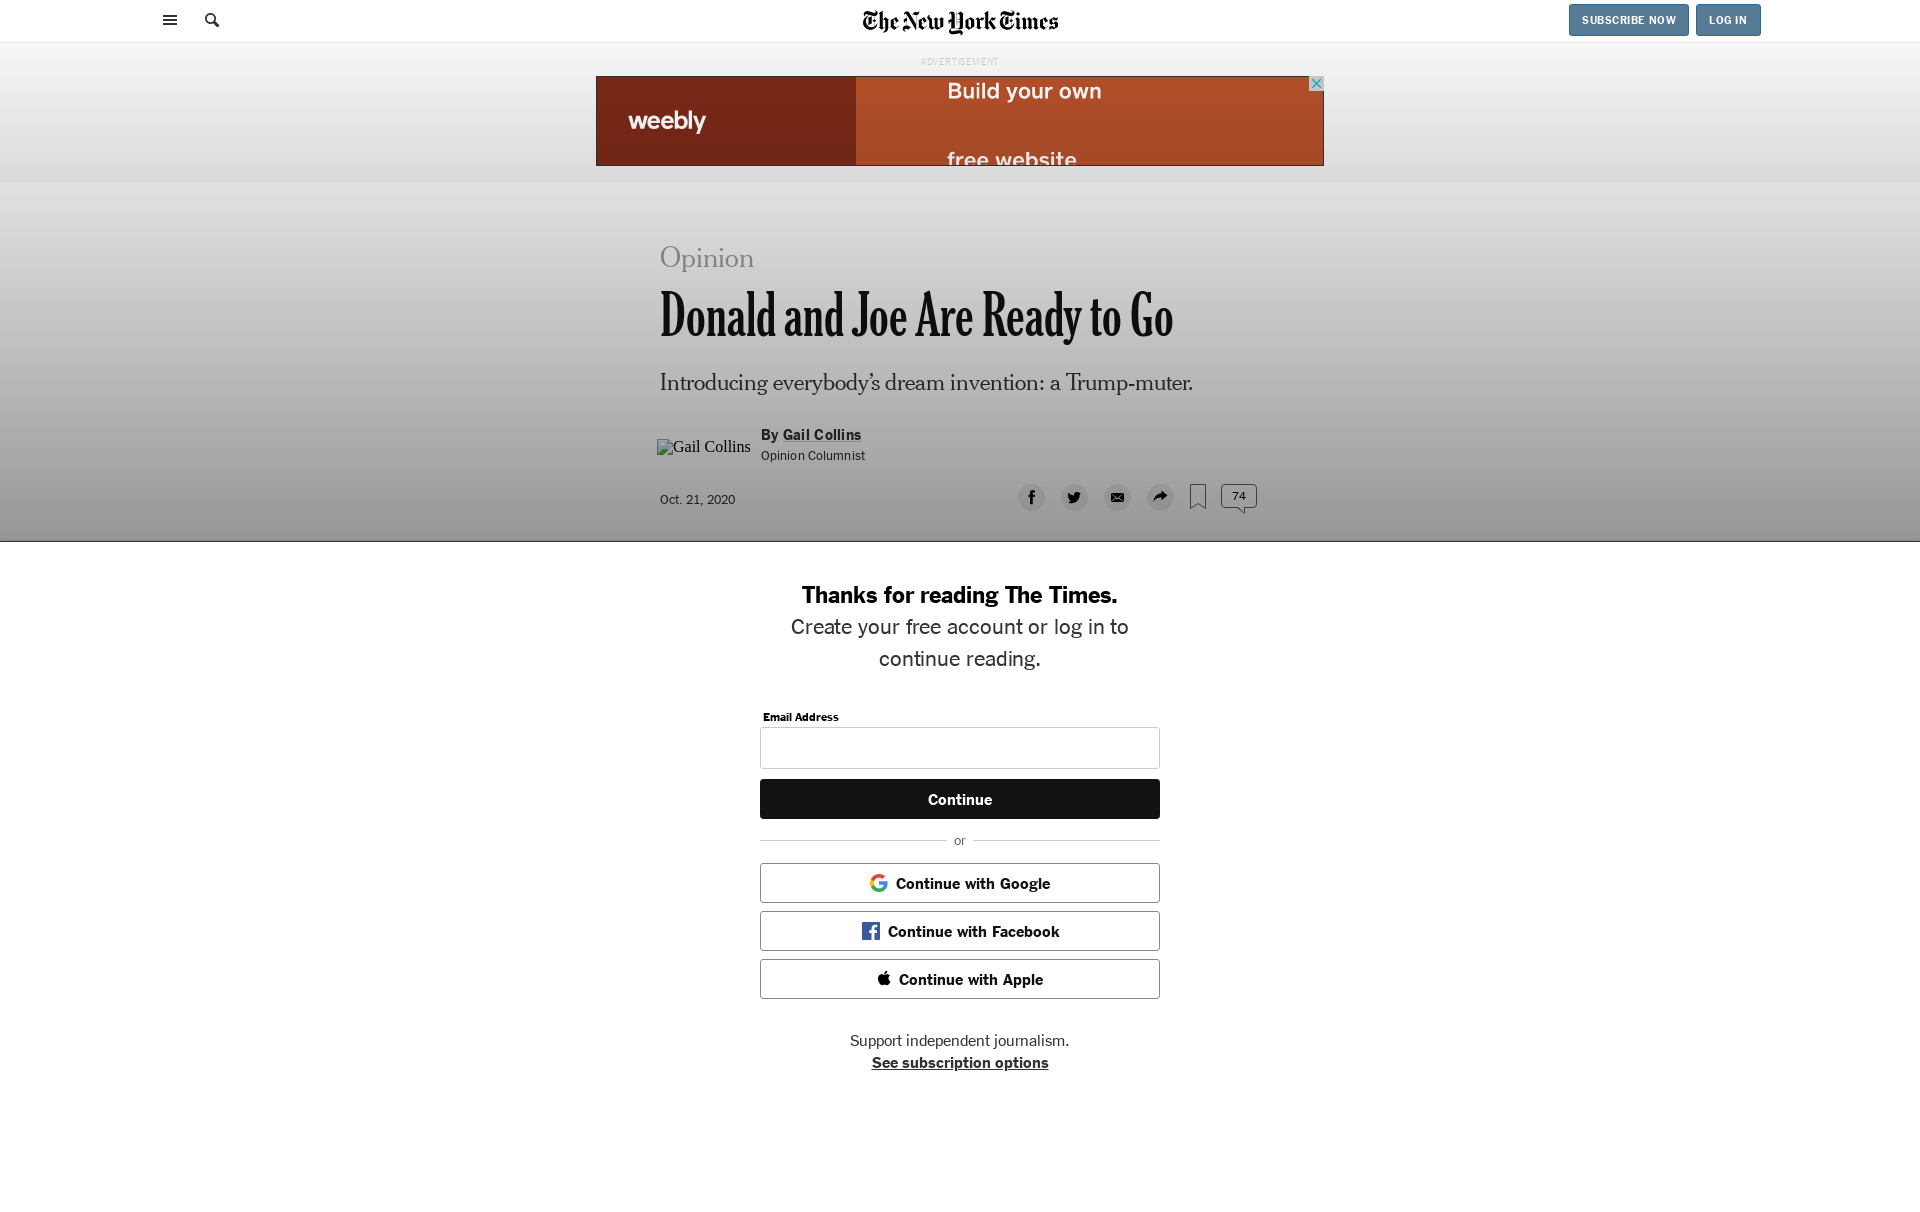 The New York Times
SUBSCRIBE NOW
LOG IN
ADVERTISEMENT
weebly
Build your own
free website
Opinion
Donald and Joe Are Ready to Go
Introducing everybody’s dream invention: a Trump-muter.
Gail Collins
By Gail Collins
Opinion Columnist
Oct. 21, 2020
74
Thanks for reading The Times.
Create your free account or log in to
continue reading.
Email Address
Continue
or
Continue with Google
Continue with Facebook
Continue with Apple
Support independent journalism.
See subscription options